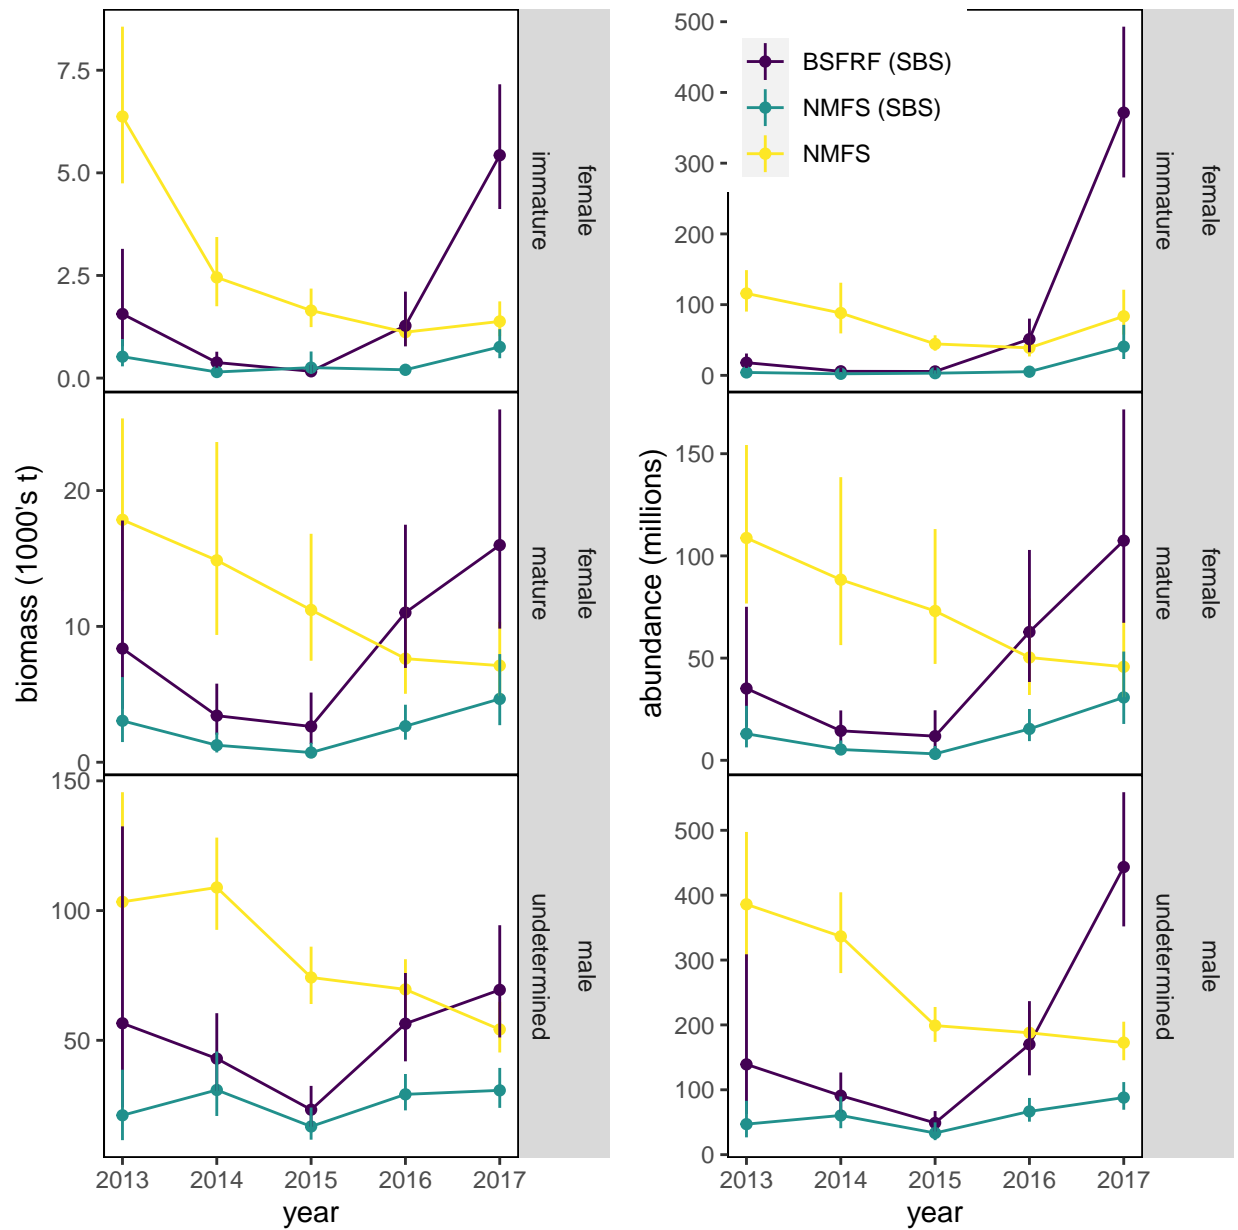 7.5
5.0
2.5
0.0
immature
female
20
10
0
mature
female
150
100
50
undetermined
male
biomass (1000's t)
2013 2014 2015 2016 2017
year
500
400
300
200
100
0
BSFRF (SBS)
NMFS (SBS)
NMFS
immature
female
150
100
50
0
mature
female
500
400
300
200
100
0
undetermined
male
abundance (millions)
2013 2014 2015 2016 2017
year